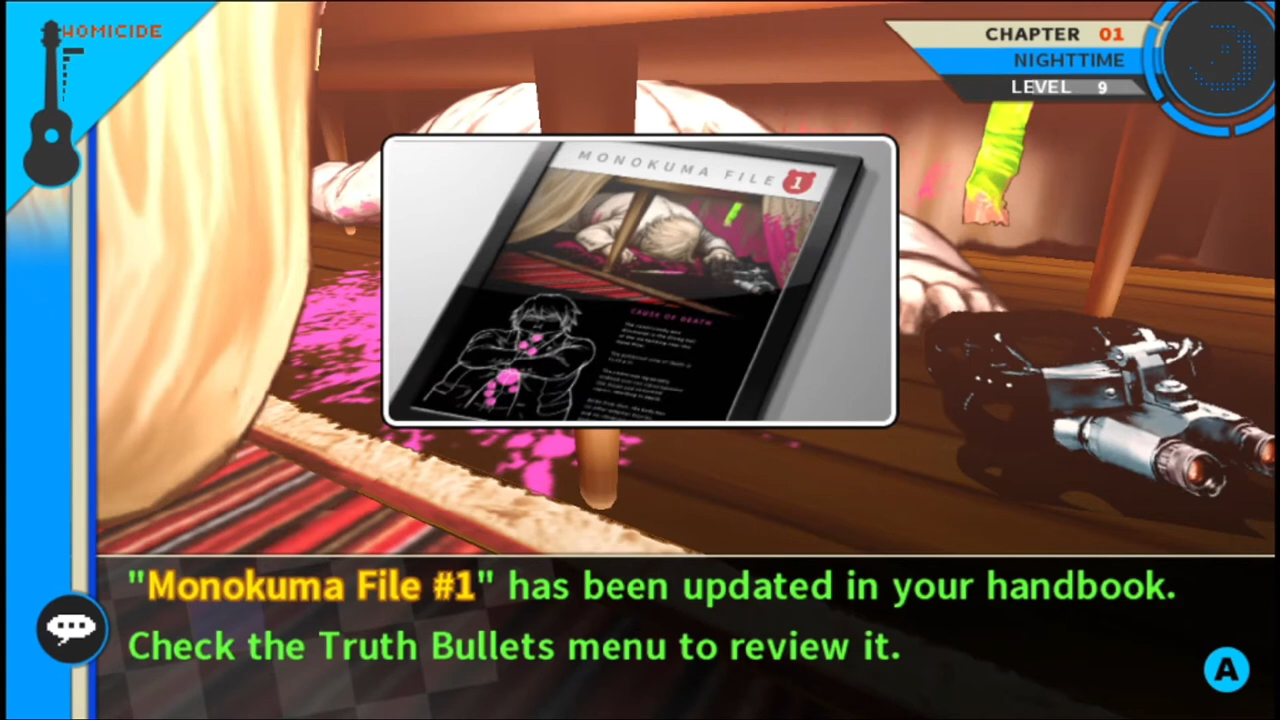 HOMICIDE
CHAPTER 01
NIGHTTIME
LEVEL 9
MONOKUMA FILE 1
CAUSE OF DEATH
"Monokuma File #1" has been updated in your handbook.
Check the Truth Bullets menu to review it.
A